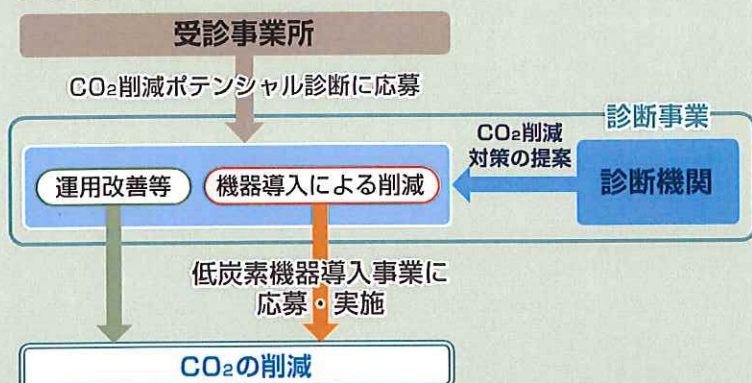 受診事業所
CO₂削減ポテンシャル診断に応募
診断事業
CO₂削減
対策の提案
診断機関
運用改善等
機器導入による削減
低炭素機器導入事業に
応募・実施
CO₂の削減